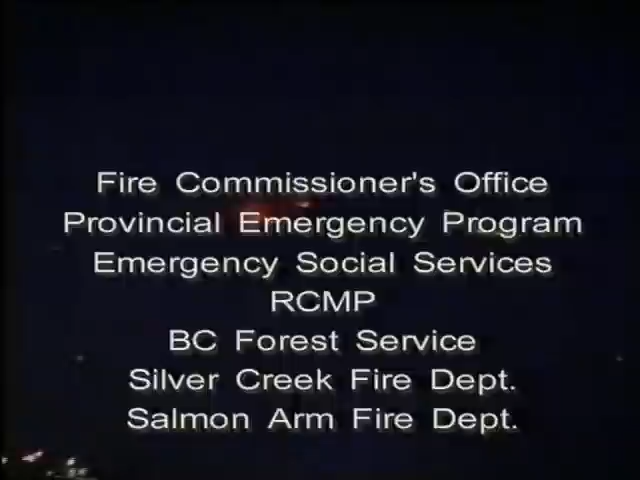 Fire Commissioner's Office
Provincial Emergency Program
Emergency Social Services
RCMP
BC Forest Service
Silver Creek Fire Dept.
Salmon Arm Fire Dept.